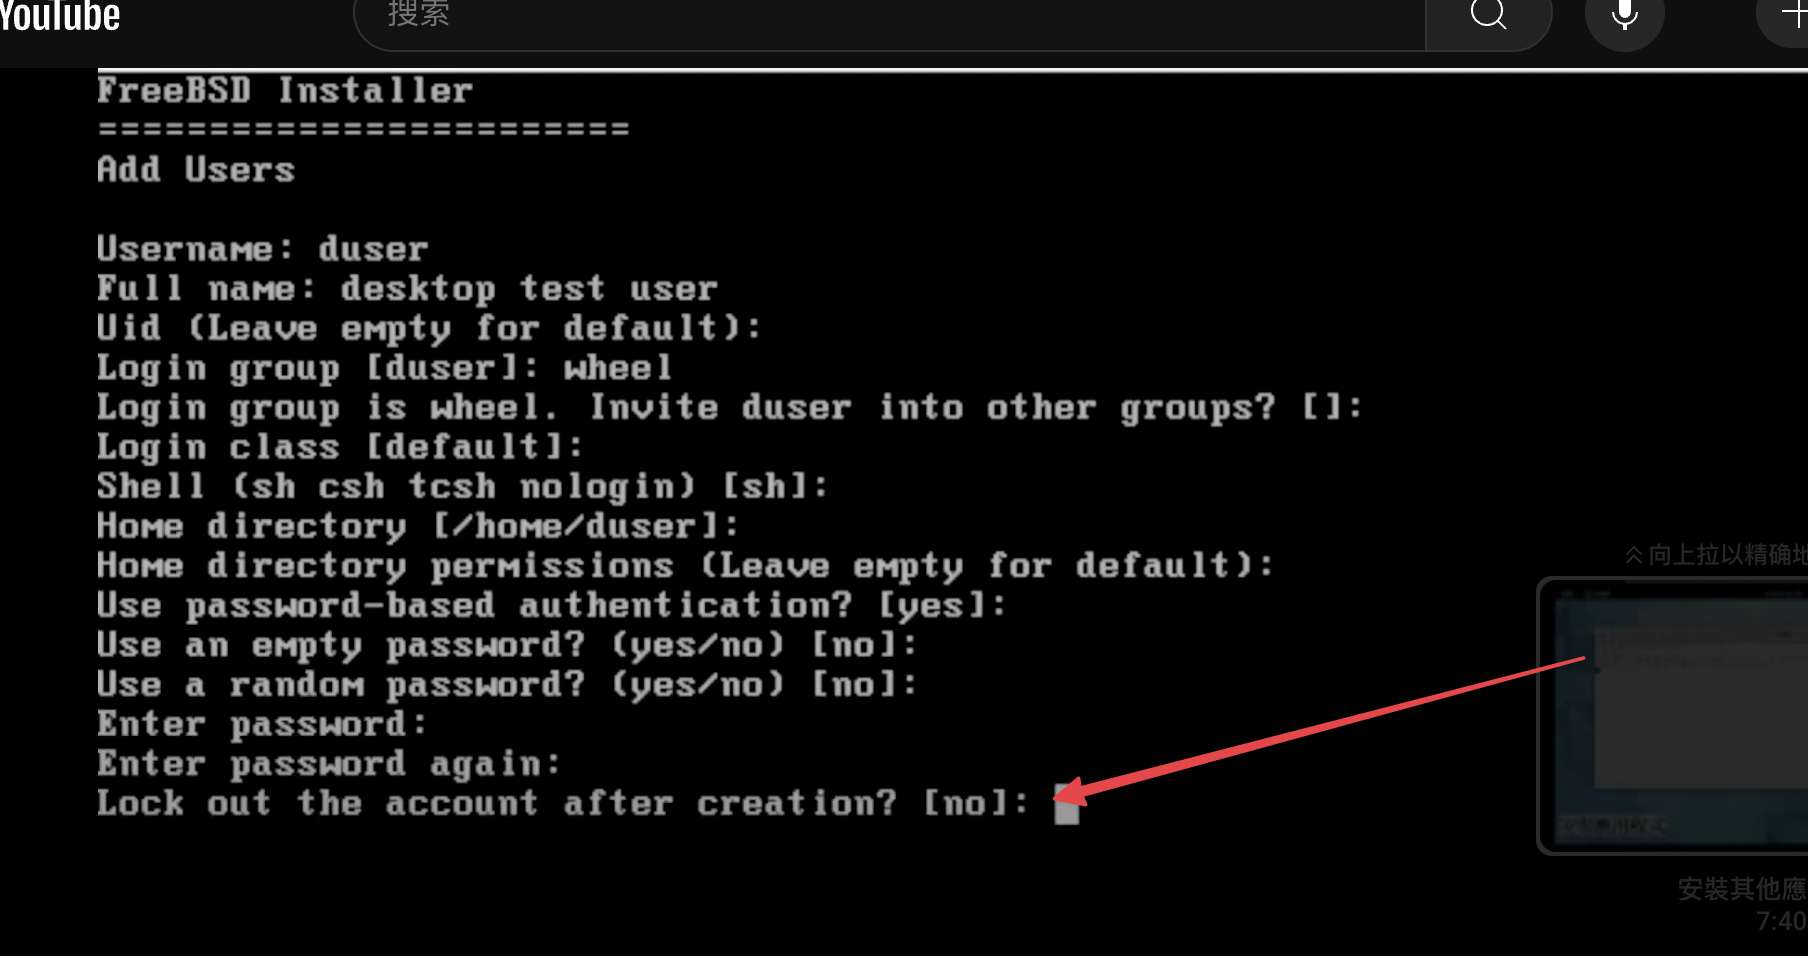 YouTube
搜索
FreeBSD Installer
========================
Add Users
Username: duser
Full name: desktop test user
Uid (Leave empty for default):
Login group [duser]: wheel
Login group is wheel. Invite duser into other groups? []:
Login class [default]:
Shell (sh csh tcsh nologin) [sh]:
Home directory [/home/duser]:
Home directory permissions (Leave empty for default):
Use password-based authentication? [yes]:
Use an empty password? (yes/no) [no]:
Use a random password? (yes/no) [no]:
Enter password:
Enter password again:
Lock out the account after creation? [no]:
向上拉以精确地
安裝其他應
7:40